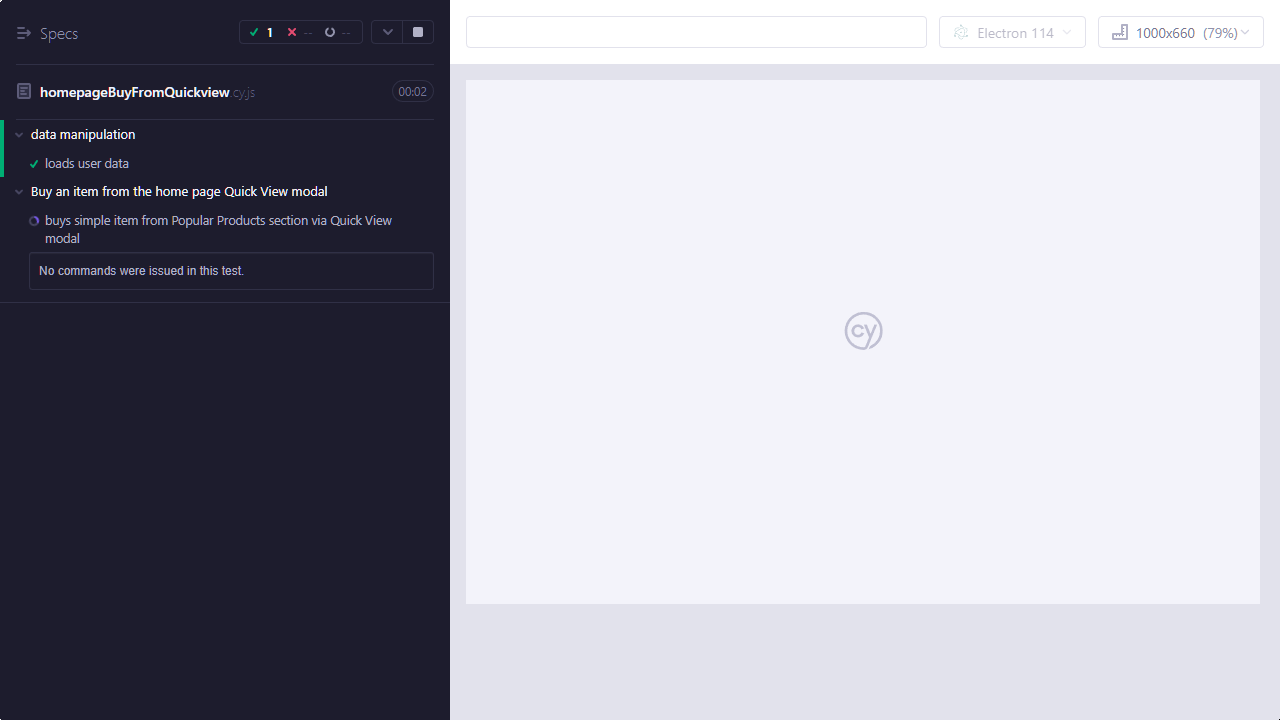 Specs
1
--
--
homepageBuyFromQuickview.cy.js
00:02
data manipulation
loads user data
Buy an item from the home page Quick View modal
buys simple item from Popular Products section via Quick View
modal
No commands were issued in this test.
Electron 114
1000x660 (79%)
cy